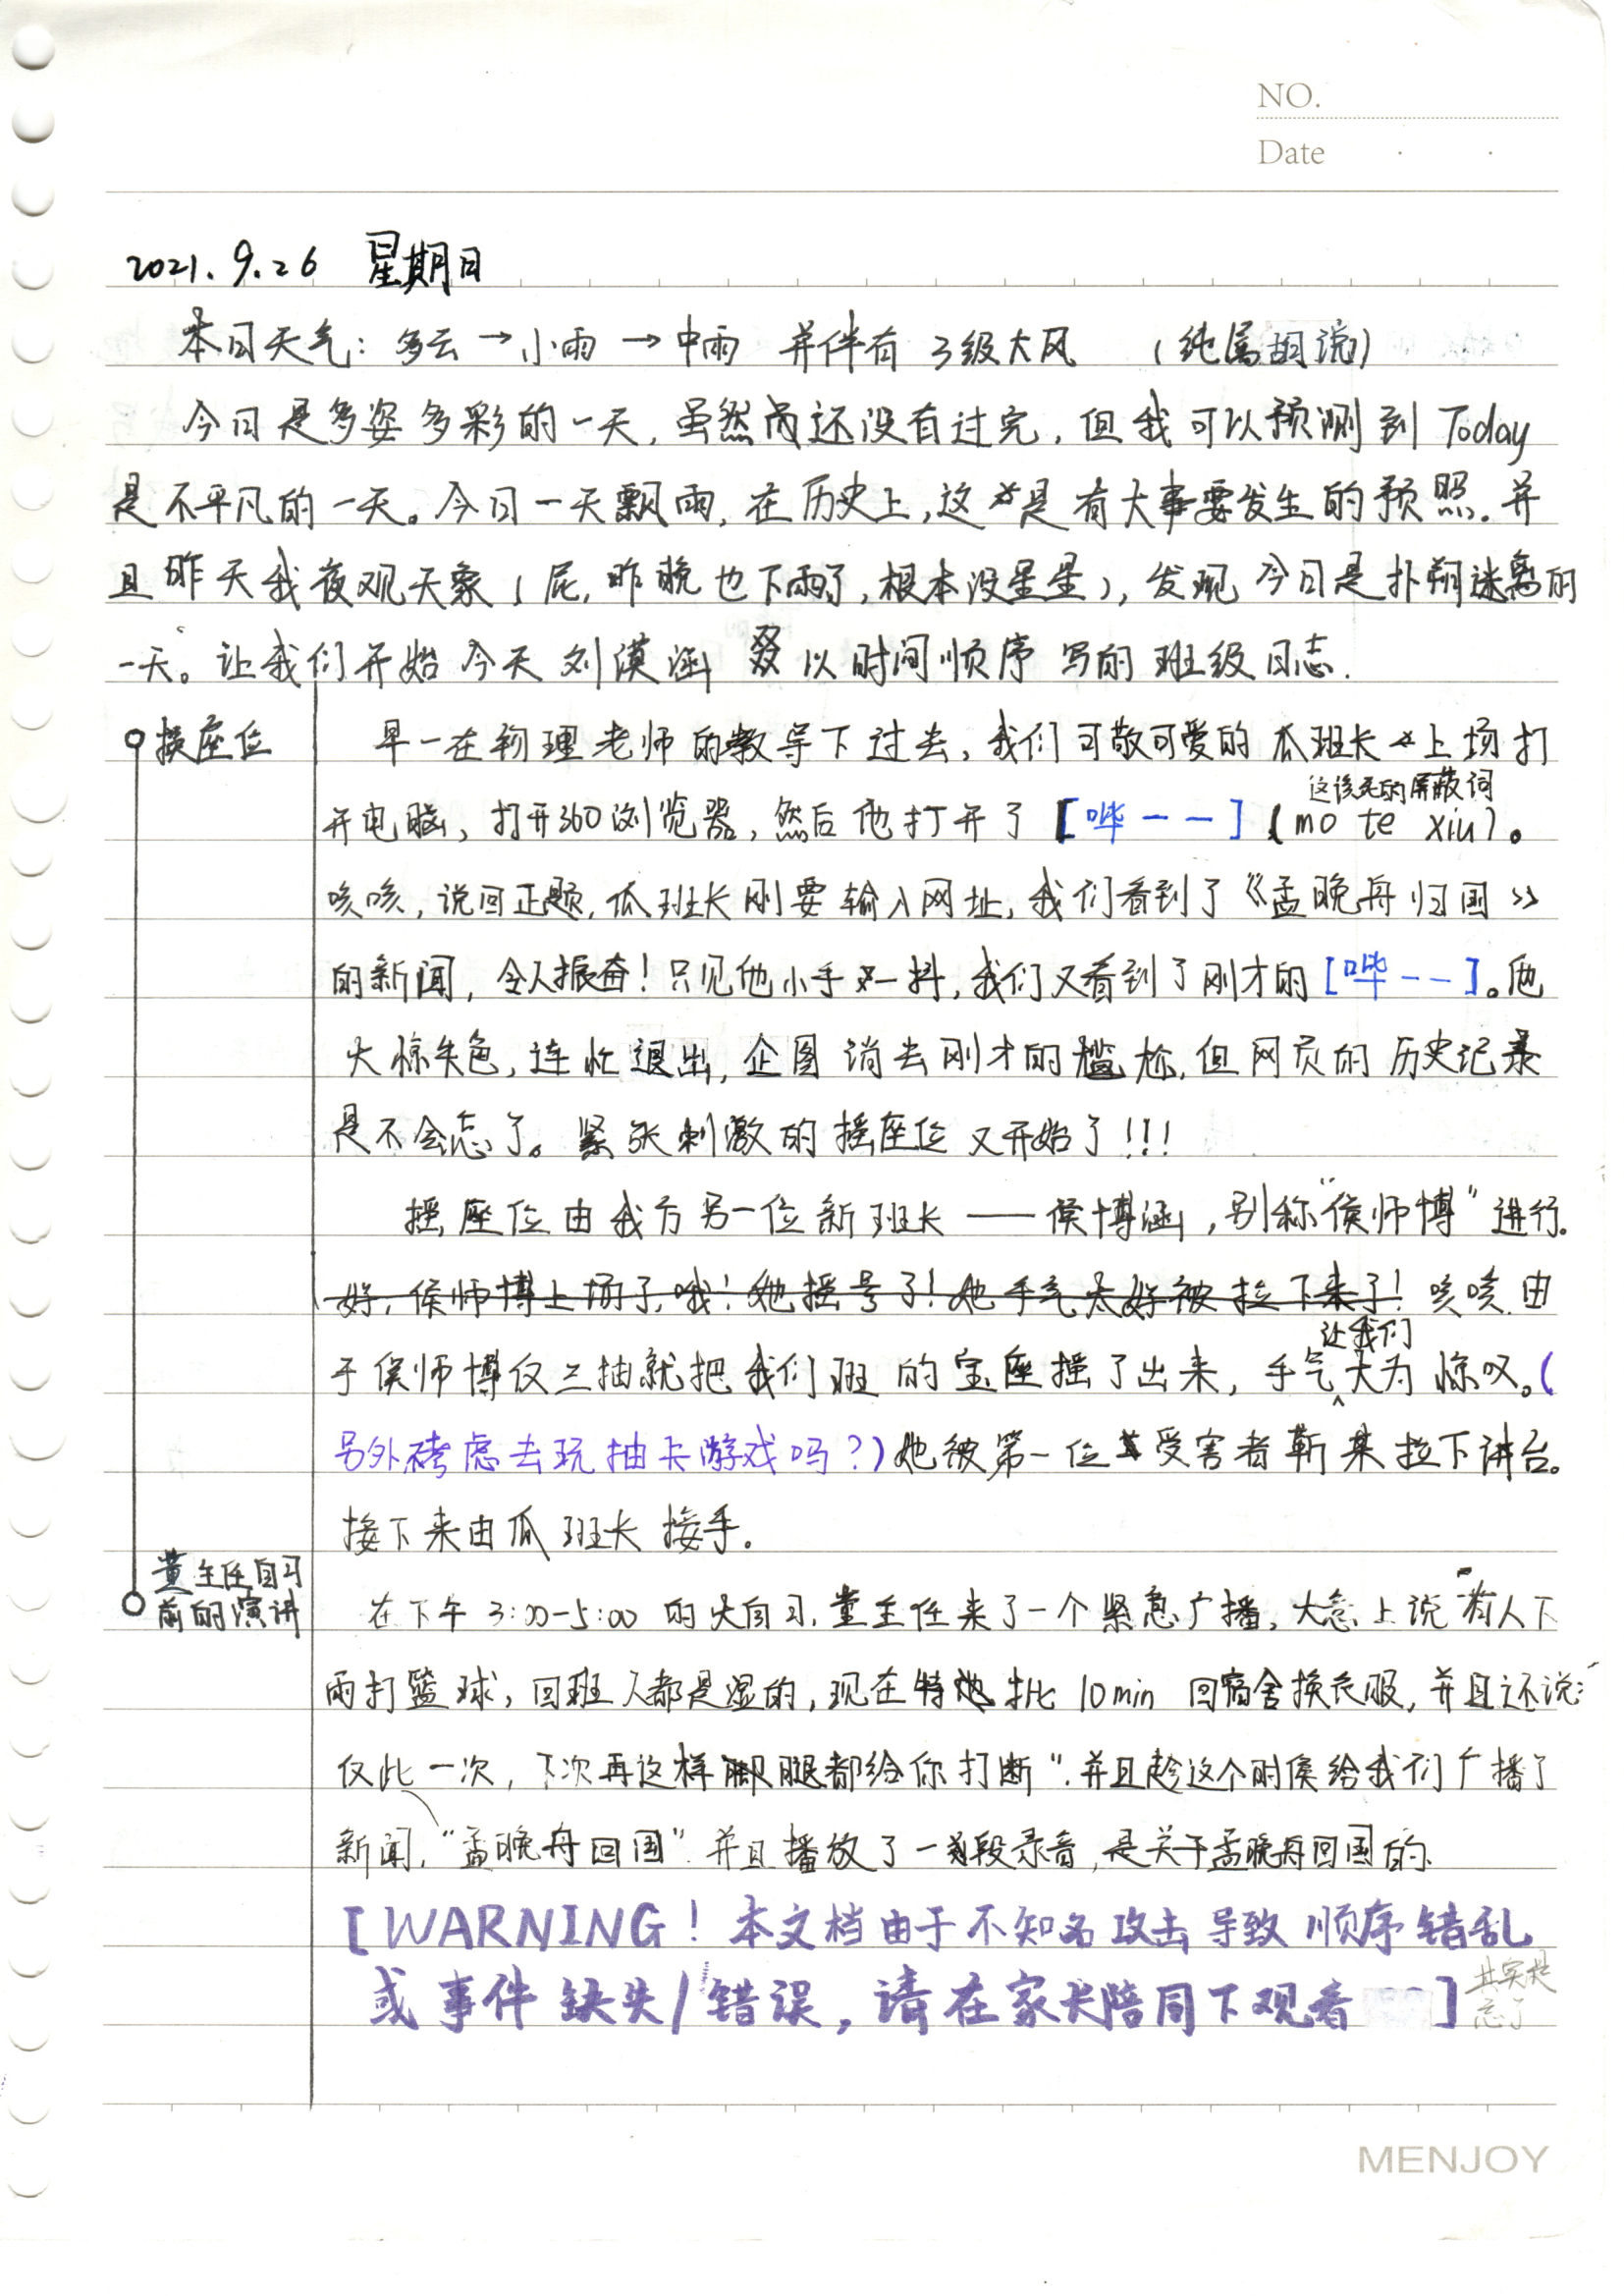 NO.
Date
2021.9.26 星期日
本日天气：多云→小雨→中雨 并伴有 3级大风 （纯属胡说）
今日是多姿多彩的一天，虽然尚还没有过完，但我可以预测到 Today
是不平凡的一天。今日一天飘雨，在历史上，这是有大事要发生的预照。并
且昨天我夜观天象（屁，昨晚也下雨了，根本没星星），发现今日是扑朔迷离的
一天。让我们开始今天刘漠涵叕以时间顺序写的班级日志.
换座位
早一在物理老师的教导下过去，我们可敬可爱的瓜班长上场打
这该死的屏蔽词
开电脑，打开360浏览器，然后他打开了［哔－－］(mo te xiu)。
咳咳，说回正题，瓜班长刚要输入网址，我们看到了《孟晚舟归国》
的新闻，令人振奋！只见他小手一抖，我们又看到了刚才的［哔－－］。他
大惊失色，连忙退出，企图消去刚才的尴尬，但网页的历史记录
是不会忘了。紧张刺激的摇座位又开始了!!!
摇座位由我方另一位新班长——侯博涵，别称“侯师博”进行.
好，侯师博上场了，哦！她摇号了！她手气太好被拉下来了！咳咳.由
让我们
于侯师博仅三抽就把我们班的宝座摇了出来，手气大为惊叹。(
另外考虑去玩抽卡游戏吗？)她被第一位受害者靳某拉下讲台。
接下来由瓜班长接手。
黄主任自习
前的演讲
在下午3:00-5:00的大自习，黄主任来了一个紧急广播，大意上说“有人下
雨打篮球，回班人都是湿的，现在特批10min回宿舍换衣服，并且还说：
仅此一次，下次再这样腿都给你打断”.并且趁这个时候给我们广播了
新闻，“孟晚舟回国”并且播放了一段录音，是关于孟晚舟回国的.
[WARNING！本文档由于不知名攻击导致顺序错乱
或事件缺失/错误，请在家长陪同下观看]
其实是
忘了
MENJOY